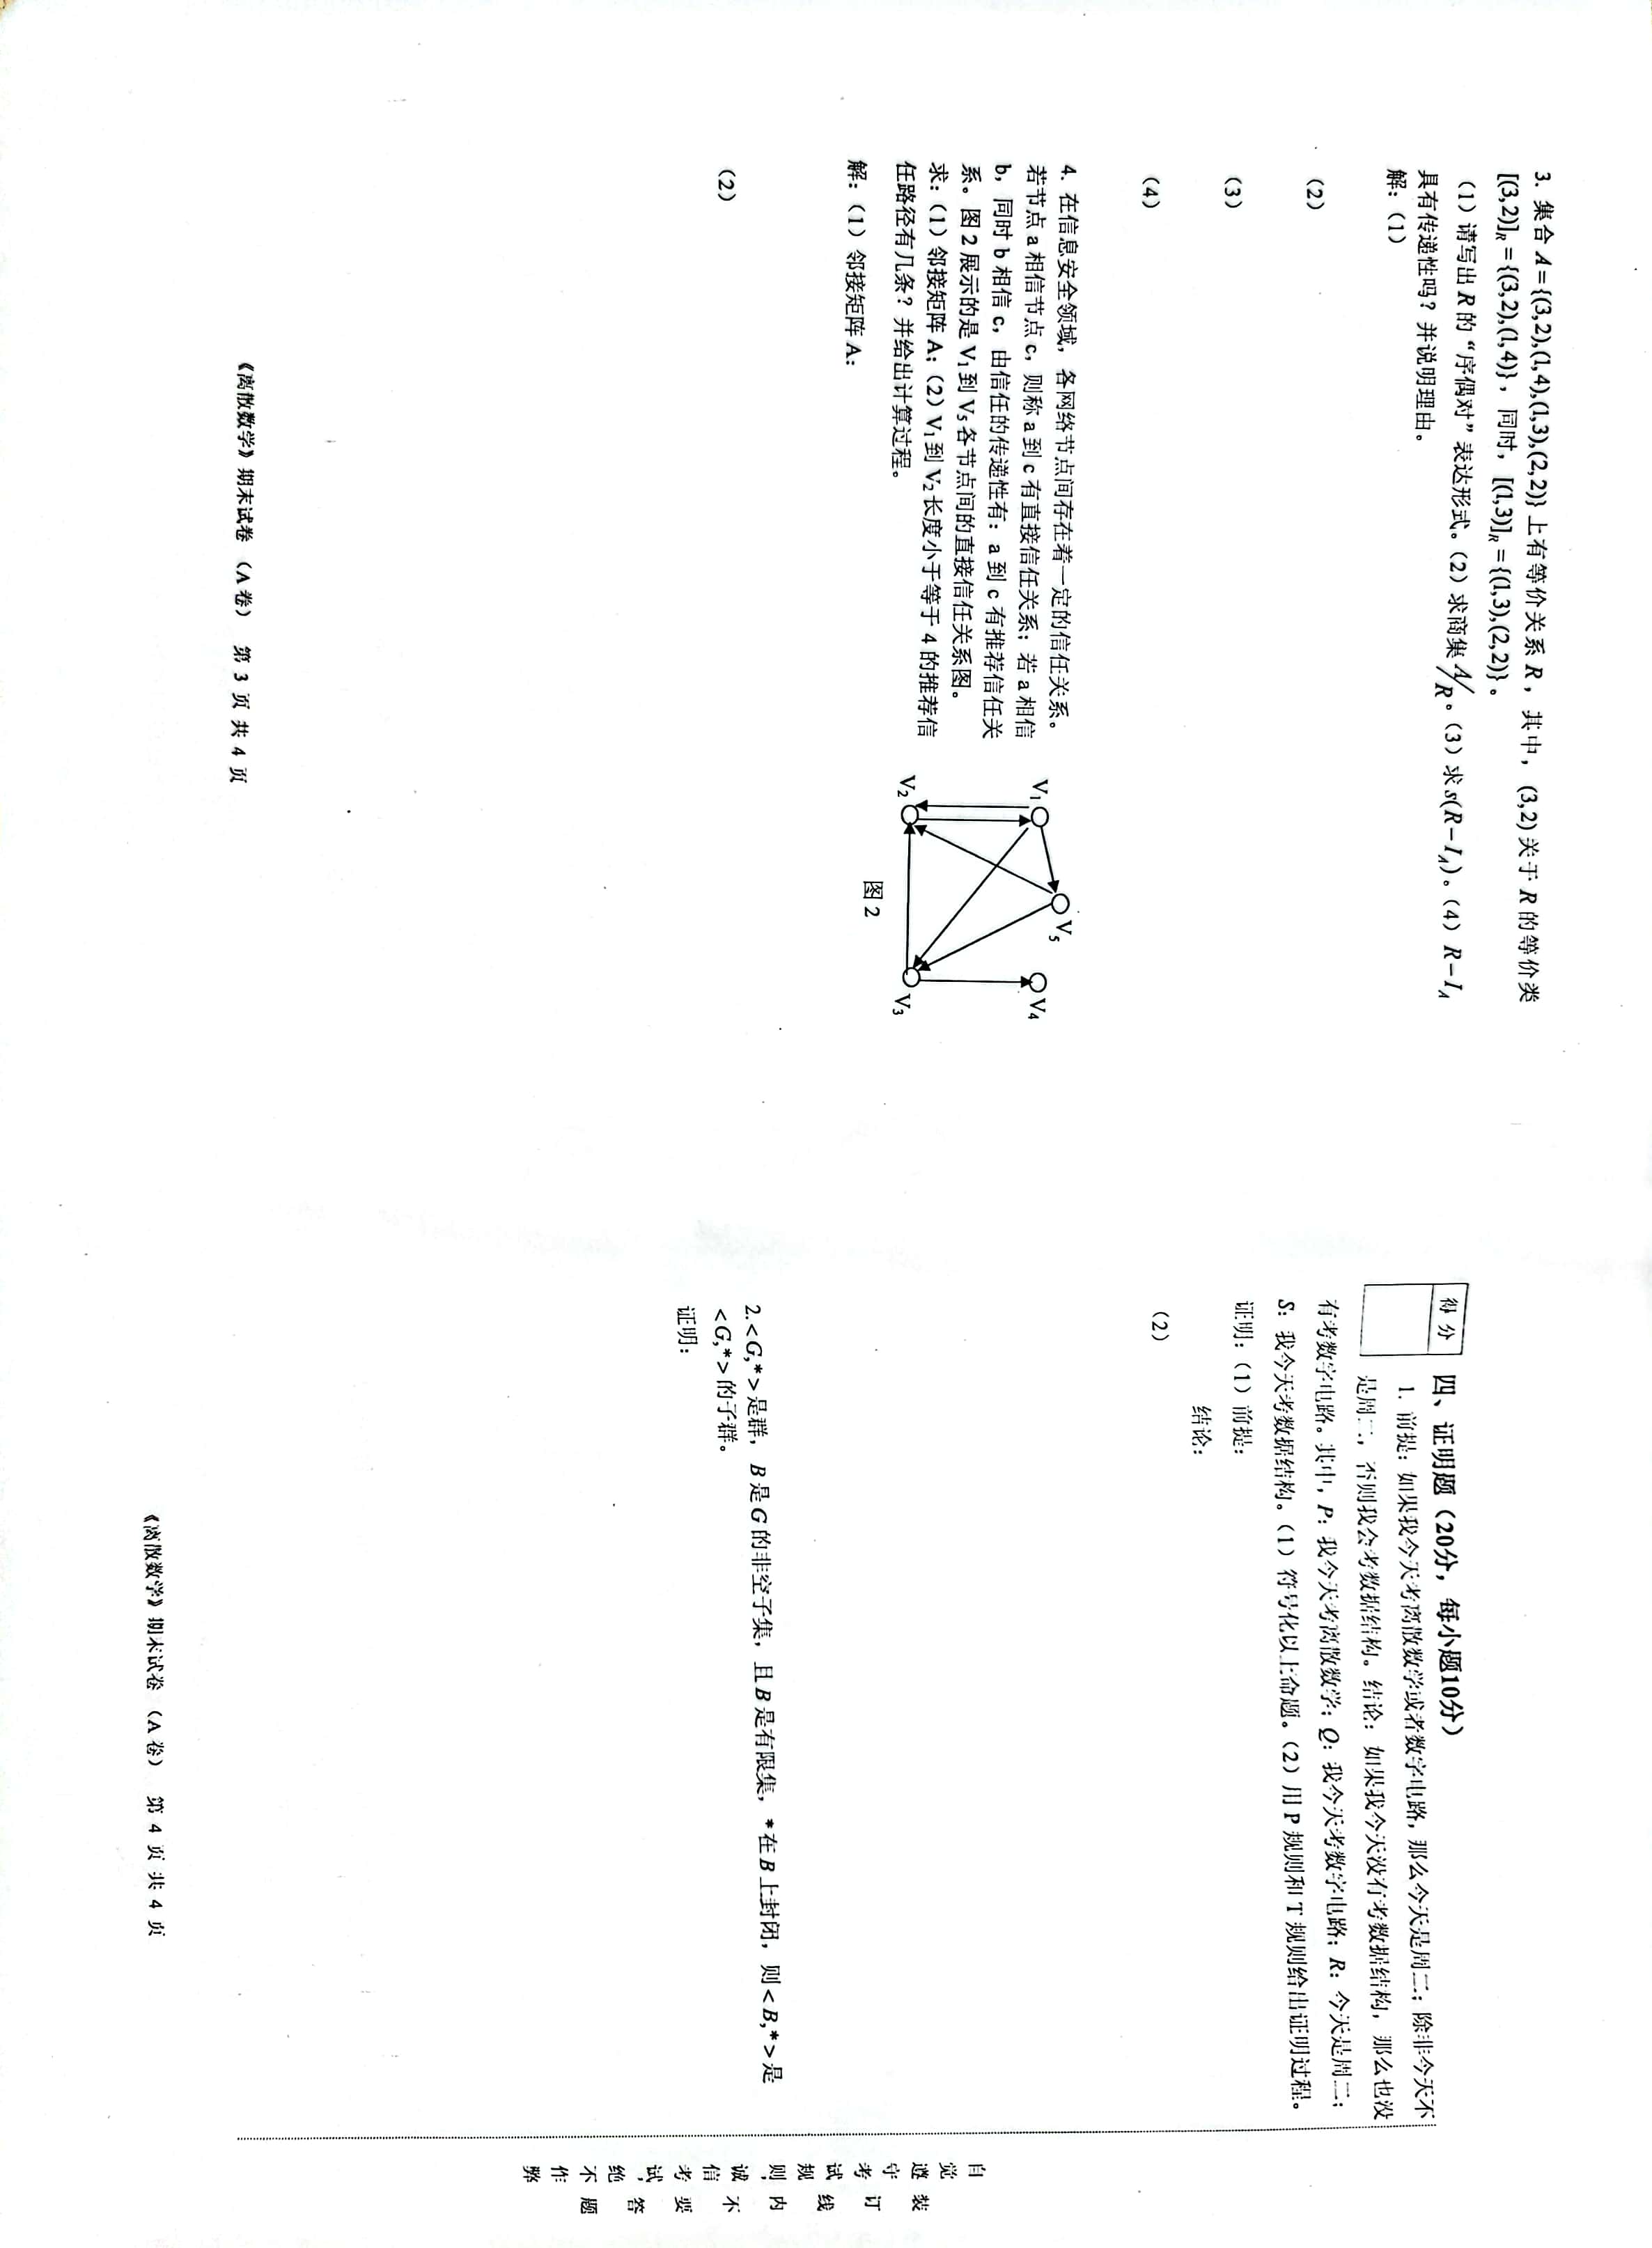 3. 集合 A={(3,2),(1,4),(1,3),(2,2)} 上有等价关系 R，其中，(3,2) 关于 R 的等价类
[(3,2)]R={(3,2),(1,4)}，同时，[(1,3)]R={(1,3),(2,2)}。
（1）请写出 R 的“序偶对”表达形式。（2）求商集 A/R。（3）求 s(R−IA)。（4）R−IA
具有传递性吗？并说明理由。
解：（1）
（2）
（3）
（4）
4. 在信息安全领域，各网络节点间存在着一定的信任关系。
若节点 a 相信节点 c，则称 a 到 c 有直接信任关系；若 a 相信
b，同时 b 相信 c，由信任的传递性有：a 到 c 有推荐信任关
系。图 2 展示的是 V1 到 V5 各节点间的直接信任关系图。
求：（1）邻接矩阵 A；（2）V1 到 V2 长度小于等于 4 的推荐信
任路径有几条？并给出计算过程。
V1
V5
V4
V2
V3
图 2
解：（1）邻接矩阵 A：
（2）
《离散数学》期末试卷 （A 卷） 第 3 页 共 4 页
得 分
四、证明题（20分，每小题10分）
1. 前提：如果我今天考离散数学或者数字电路，那么今天是周二；除非今天不
是周二，否则我会考数据结构。结论：如果我今天没有考数据结构，那么也没
有考数字电路。其中，P：我今天考离散数学；Q：我今天考数字电路；R：今天是周二；
S：我今天考数据结构。（1）符号化以上命题。（2）用 P 规则和 T 规则给出证明过程。
证明：（1）前提：
结论：
（2）
2.<G,*>是群，B 是 G 的非空子集，且 B 是有限集，*在 B 上封闭，则<B,*>是
<G,*>的子群。
证明：
《离散数学》期末试卷 （A 卷） 第 4 页 共 4 页
自觉遵守考试规则，诚信考试，绝不作弊
装订线内不要答题